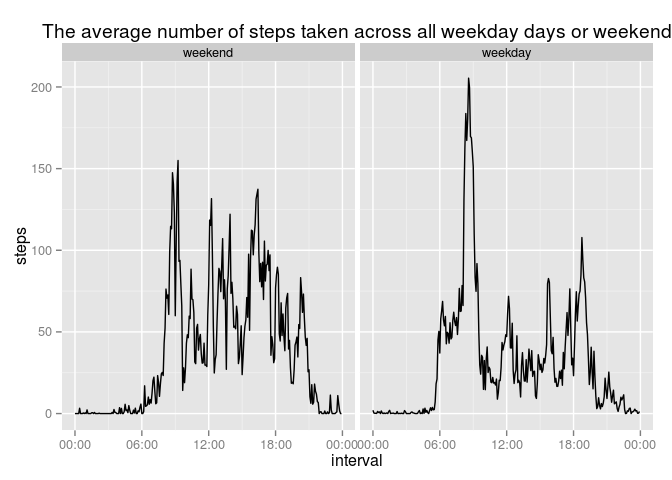 The average number of steps taken across all weekday days or weekend
weekend weekday
200
150
100
50
0
steps
00:00 06:00 12:00 18:00 00:00 00:00 06:00 12:00 18:00 00:00
interval